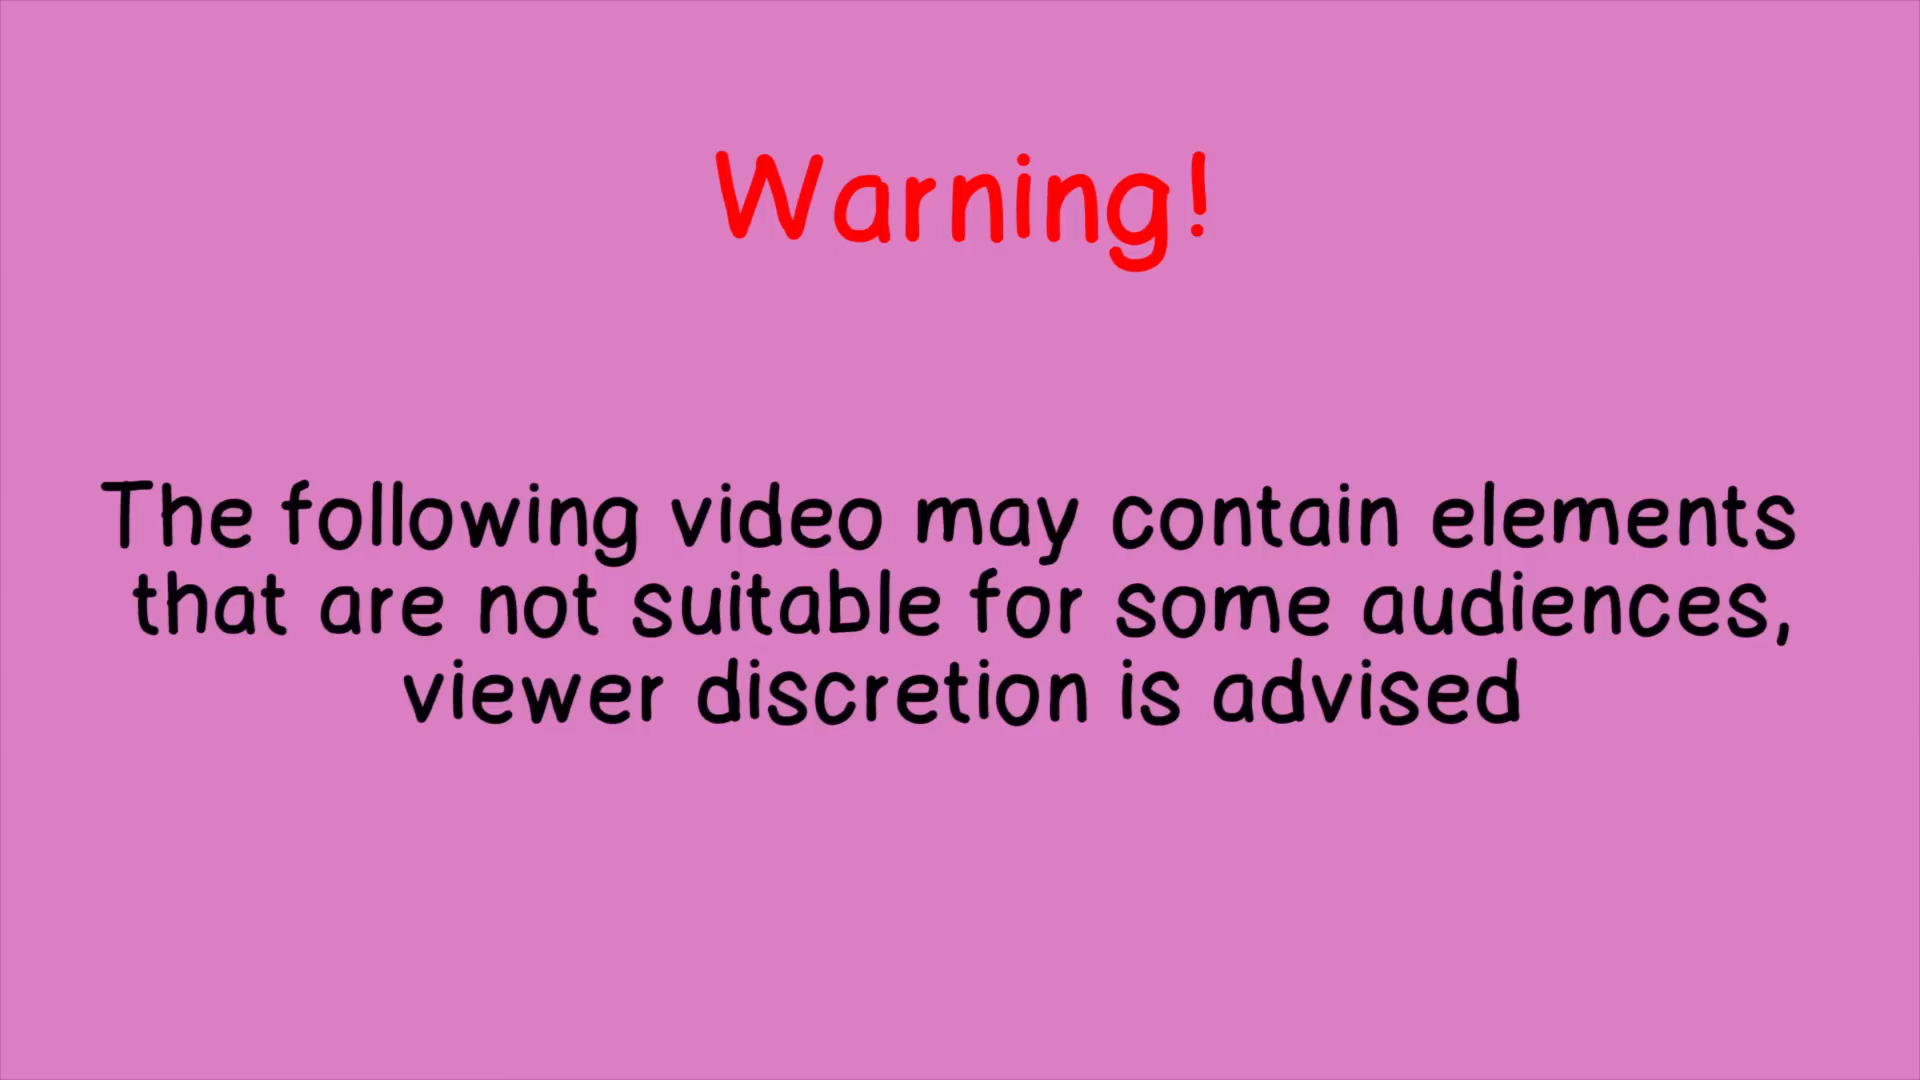 Warning!
The following video may contain elements
that are not suitable for some audiences,
viewer discretion is advised